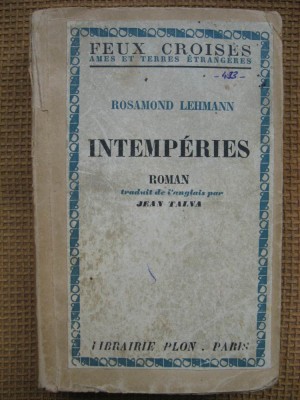 FEUX CROISÉS
AMES ET TERRES ÉTRANGÈRES
-493-
ROSAMOND LEHMANN
INTEMPÉRIES
ROMAN
traduit de l'anglais par
JEAN TALVA
LIBRAIRIE PLON . PARIS